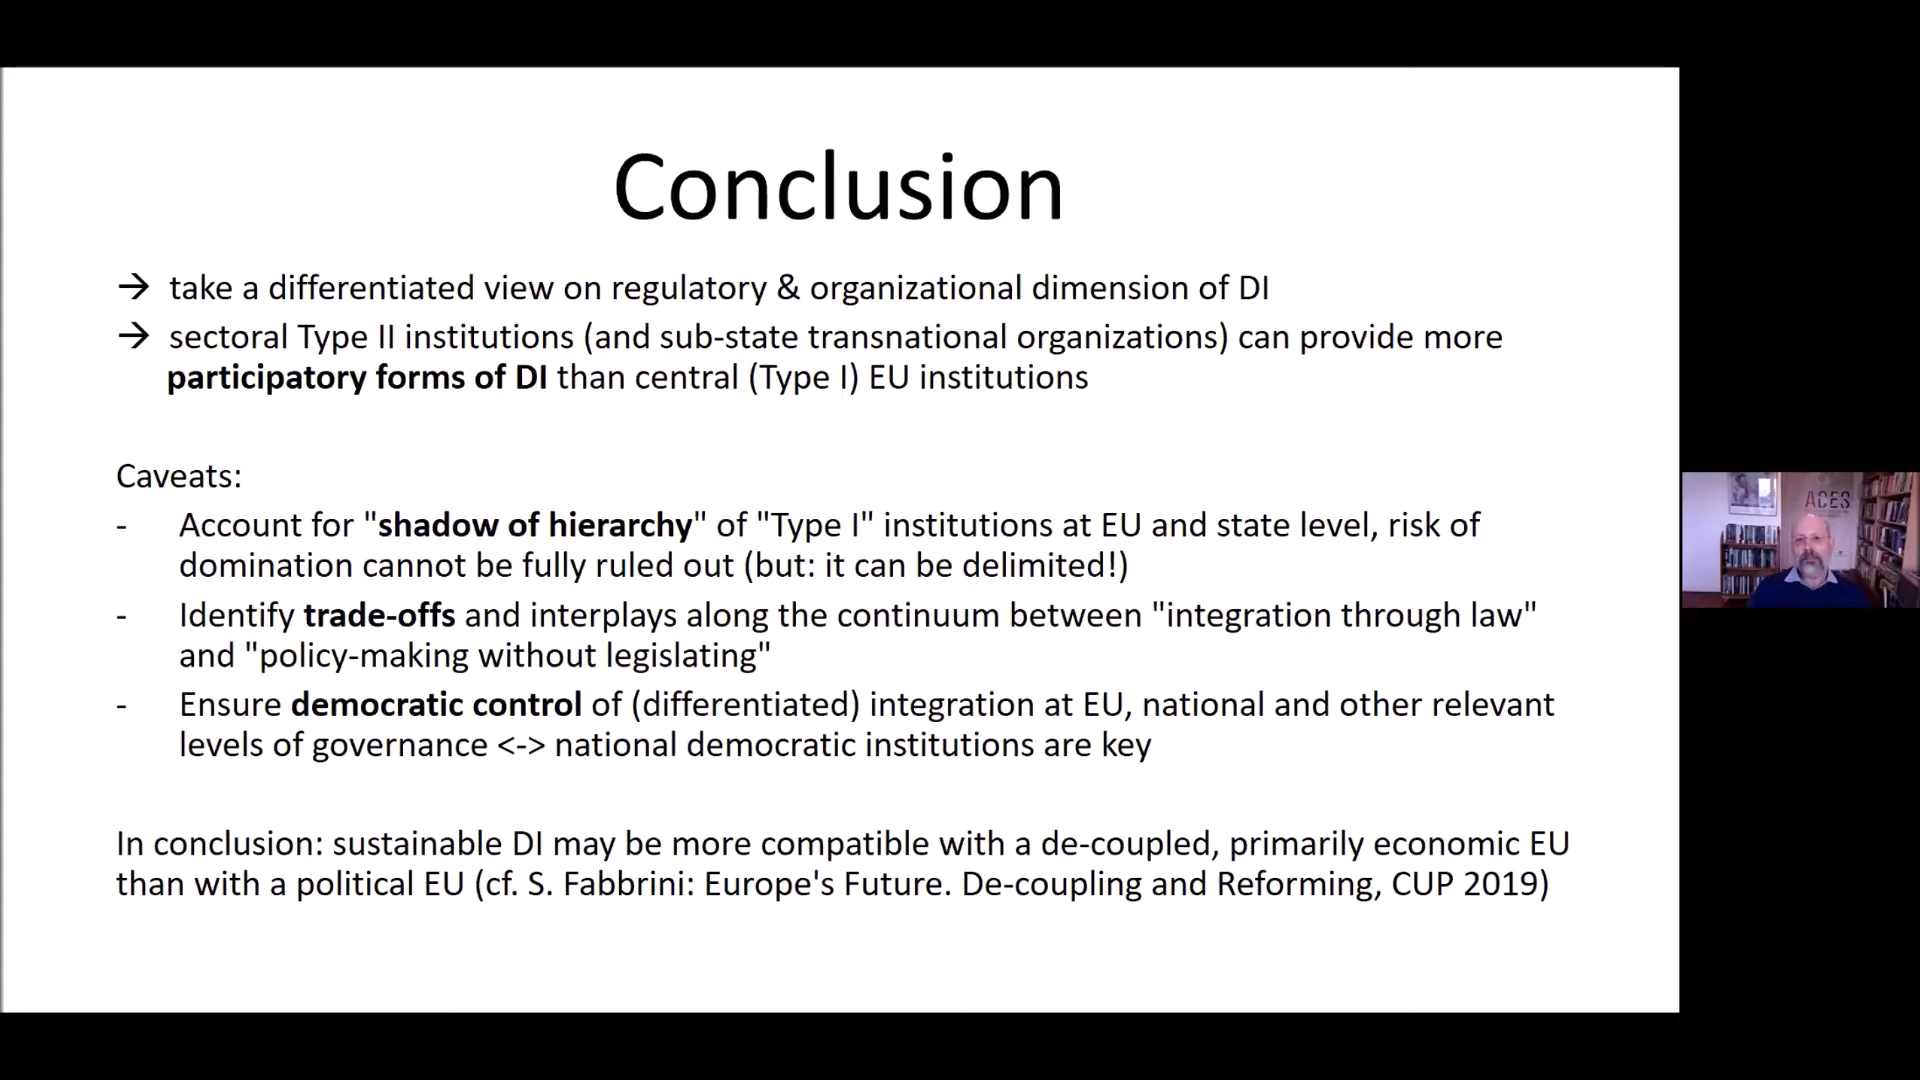 Conclusion
→ take a differentiated view on regulatory & organizational dimension of DI
→ sectoral Type II institutions (and sub-state transnational organizations) can provide more
participatory forms of DI than central (Type I) EU institutions
Caveats:
- Account for "shadow of hierarchy" of "Type I" institutions at EU and state level, risk of
domination cannot be fully ruled out (but: it can be delimited!)
- Identify trade-offs and interplays along the continuum between "integration through law"
and "policy-making without legislating"
- Ensure democratic control of (differentiated) integration at EU, national and other relevant
levels of governance <-> national democratic institutions are key
In conclusion: sustainable DI may be more compatible with a de-coupled, primarily economic EU
than with a political EU (cf. S. Fabbrini: Europe's Future. De-coupling and Reforming, CUP 2019)
ACES